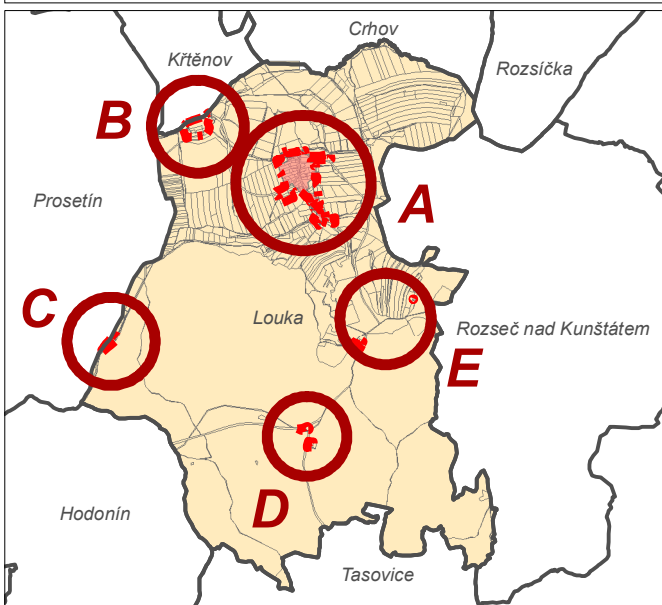 Crhov
Křtěnov
Rozsíčka
B
Prosetín
A
C
Louka
Rozseč nad Kunštátem
E
D
Hodonín
Tasovice